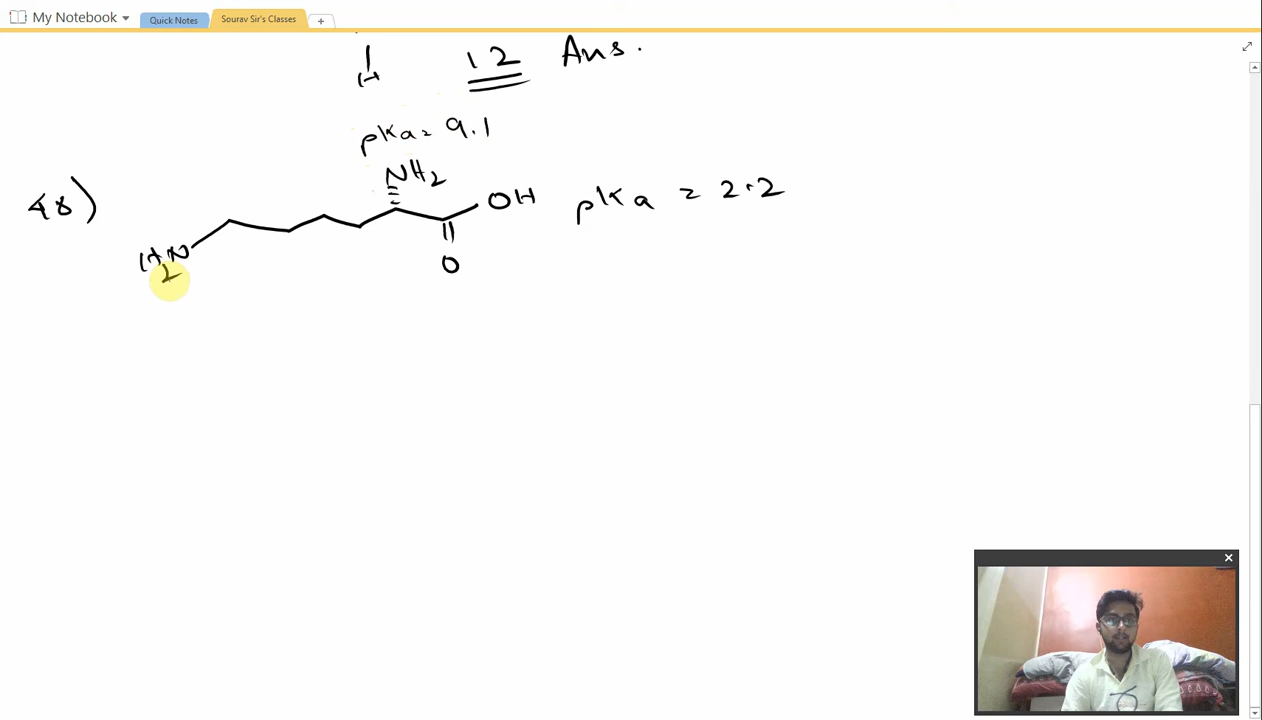 My Notebook
Quick Notes
Sourav Sir's Classes
H 12 Ans.
pka = 9.1
NH2
48) OH pka = 2.2
H2N
O